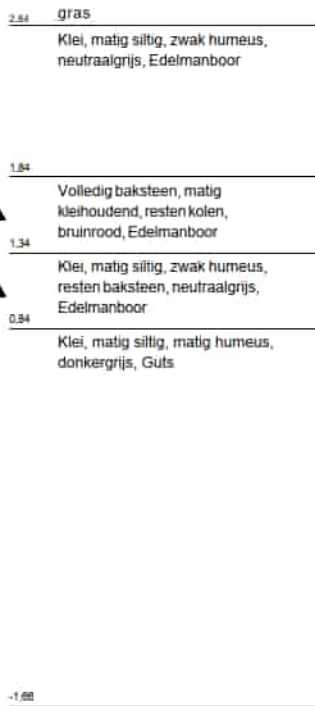 2.84 gras
Klei, matig siltig, zwak humeus,
neutraalgrijs, Edelmanboor
1.84
Volledig baksteen, matig
kleihoudend, resten kolen,
bruinrood, Edelmanboor
1.34
Klei, matig siltig, zwak humeus,
resten baksteen, neutraalgrijs,
Edelmanboor
0.84
Klei, matig siltig, matig humeus,
donkergrijs, Guts